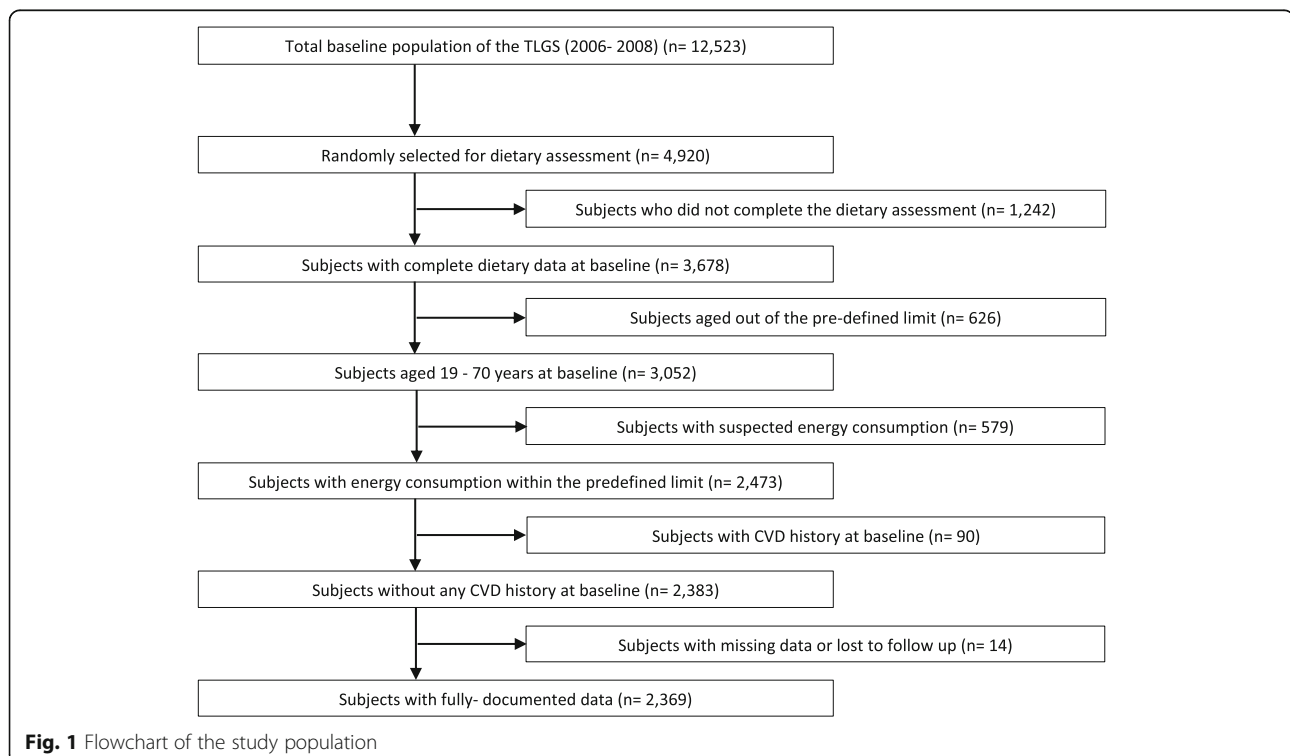 Total baseline population of the TLGS (2006- 2008) (n= 12,523)
Randomly selected for dietary assessment (n= 4,920)
Subjects who did not complete the dietary assessment (n= 1,242)
Subjects with complete dietary data at baseline (n= 3,678)
Subjects aged out of the pre-defined limit (n= 626)
Subjects aged 19 - 70 years at baseline (n= 3,052)
Subjects with suspected energy consumption (n= 579)
Subjects with energy consumption within the predefined limit (n= 2,473)
Subjects with CVD history at baseline (n= 90)
Subjects without any CVD history at baseline (n= 2,383)
Subjects with missing data or lost to follow up (n= 14)
Subjects with fully- documented data (n= 2,369)
Fig. 1 Flowchart of the study population